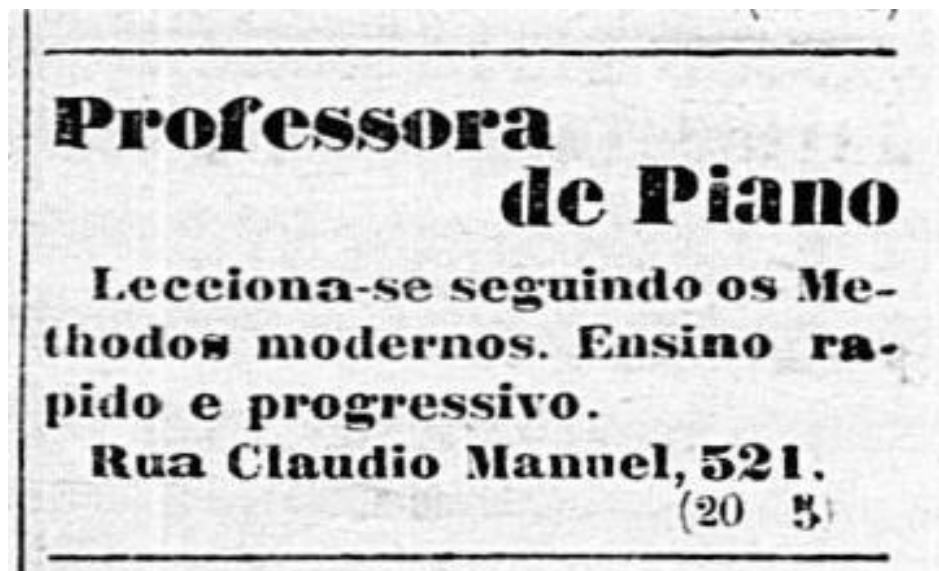 Professora
de Piano
Lecciona-se seguindo os Me-
thodos modernos. Ensino ra-
pido e progressivo.
Rua Claudio Manuel, 521.
(20 5)